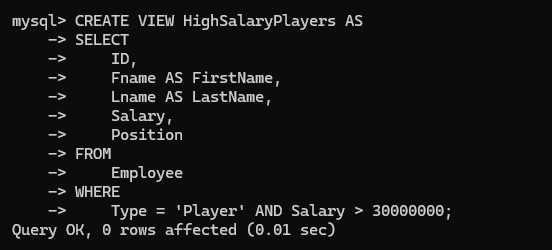 mysql> CREATE VIEW HighSalaryPlayers AS
    -> SELECT
    ->     ID,
    ->     Fname AS FirstName,
    ->     Lname AS LastName,
    ->     Salary,
    ->     Position
    -> FROM
    ->     Employee
    -> WHERE
    ->     Type = 'Player' AND Salary > 30000000;
Query OK, 0 rows affected (0.01 sec)